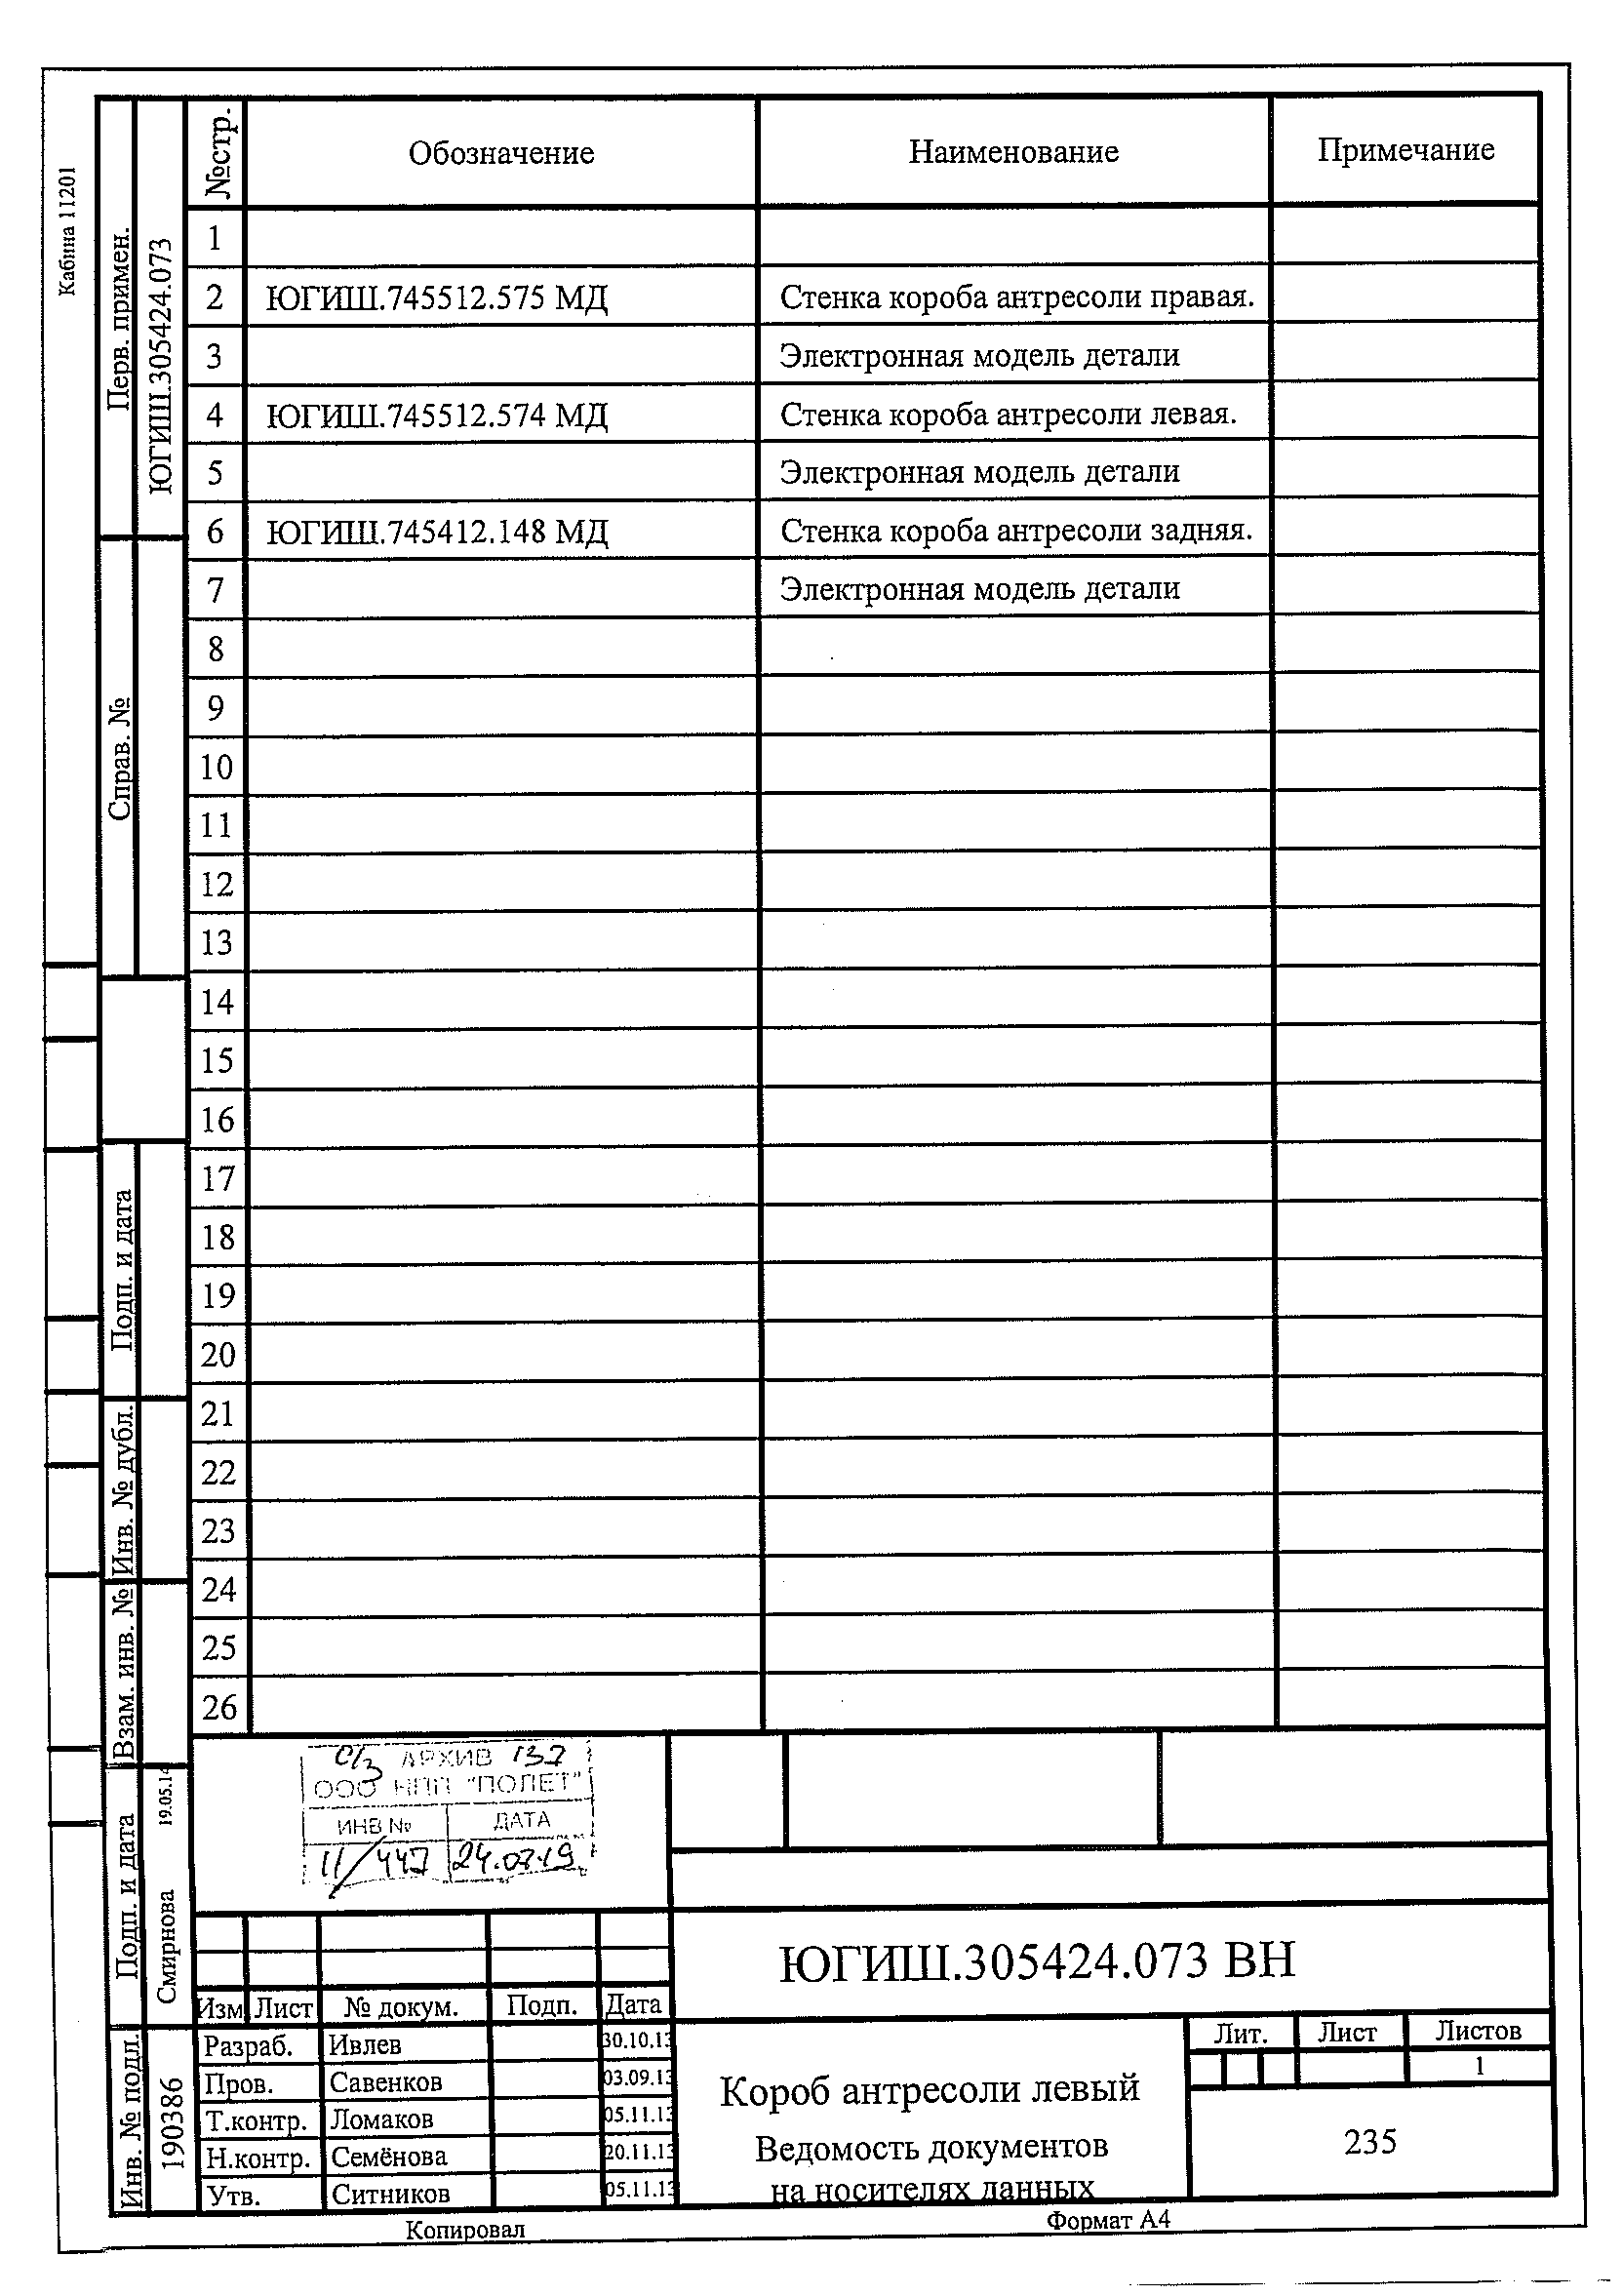 Кабина 11201
Перв. примен.
ЮГИШ.305424.073
Справ. №
Подп. и дата
Инв. № дубл.
Взам. инв. №
Подп. и дата
Смирнова 19.05.14
Инв. № подл.
190386
№стр. Обозначение Наименование Примечание
1
2 ЮГИШ.745512.575 МД Стенка короба антресоли правая.
3 Электронная модель детали
4 ЮГИШ.745512.574 МД Стенка короба антресоли левая.
5 Электронная модель детали
6 ЮГИШ.745412.148 МД Стенка короба антресоли задняя.
7 Электронная модель детали
8
9
10
11
12
13
14
15
16
17
18
19
20
21
22
23
24
25
26
С/з АРХИВ 137
ООО НПП "ПОЛЕТ"
ИНВ № ДАТА
11/447 24.07.19
ЮГИШ.305424.073 ВН
Изм Лист № докум. Подп. Дата
Разраб. Ивлев 30.10.13
Пров. Савенков 03.09.13
Т.контр. Ломаков 05.11.13
Н.контр. Семёнова 20.11.13
Утв. Ситников 05.11.13
Короб антресоли левый
Ведомость документов
на носителях данных
Лит. Лист Листов
1
235
Копировал Формат А4